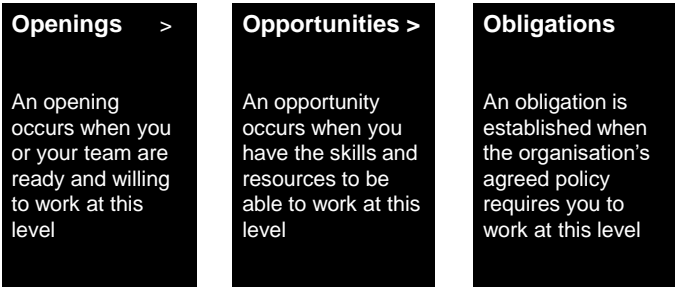 Openings >
An opening
occurs when you
or your team are
ready and willing
to work at this
level
Opportunities >
An opportunity
occurs when you
have the skills and
resources to be
able to work at this
level
Obligations
An obligation is
established when
the organisation's
agreed policy
requires you to
work at this level